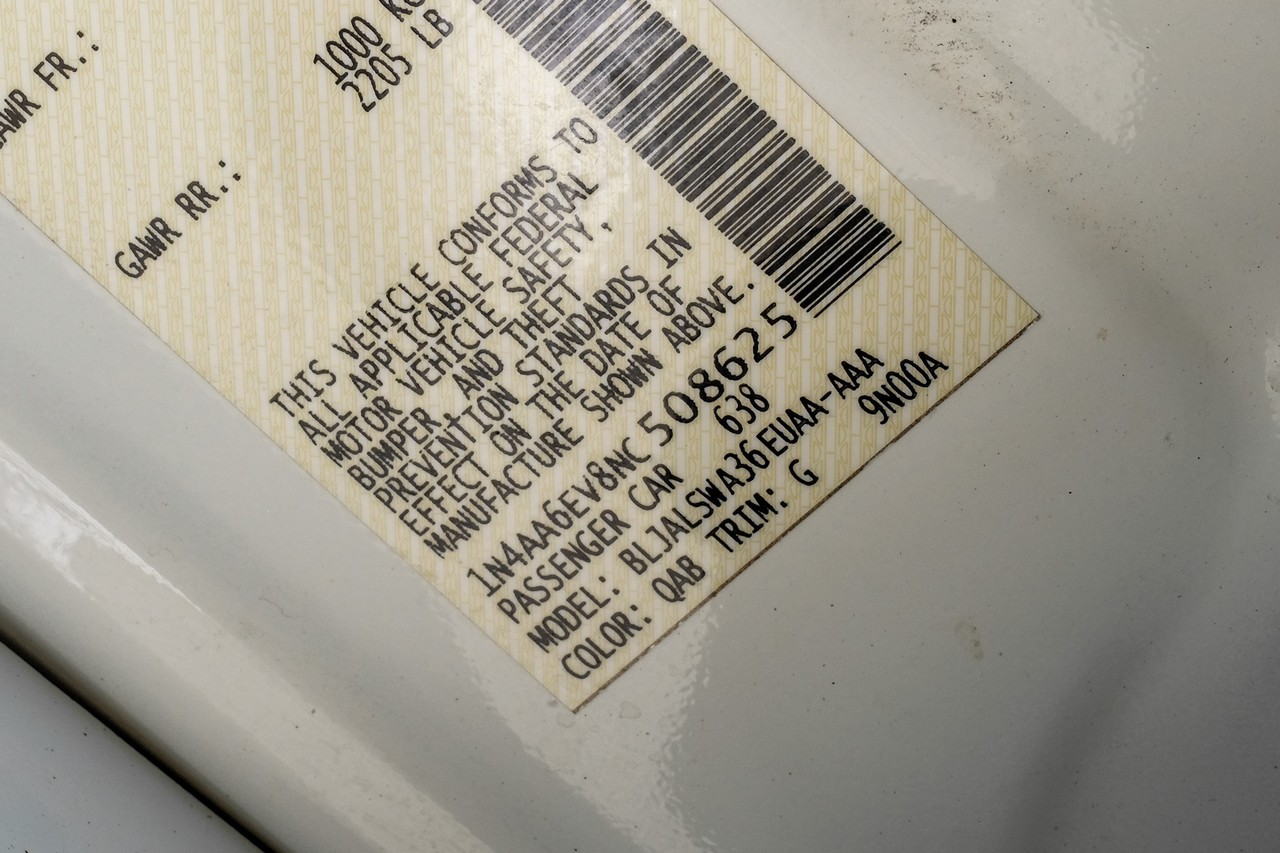 GAWR FR.:
1000 KG
2205 LB
GAWR RR.:
THIS VEHICLE CONFORMS TO
ALL APPLICABLE FEDERAL
MOTOR VEHICLE SAFETY,
BUMPER, AND THEFT
PREVENTION STANDARDS IN
EFFECT ON THE DATE OF
MANUFACTURE SHOWN ABOVE.
1N4AA6EV8NC508625
PASSENGER CAR 638
MODEL: BLJALSWA36EUAA-AAA
COLOR: QAB TRIM: G 9N00A